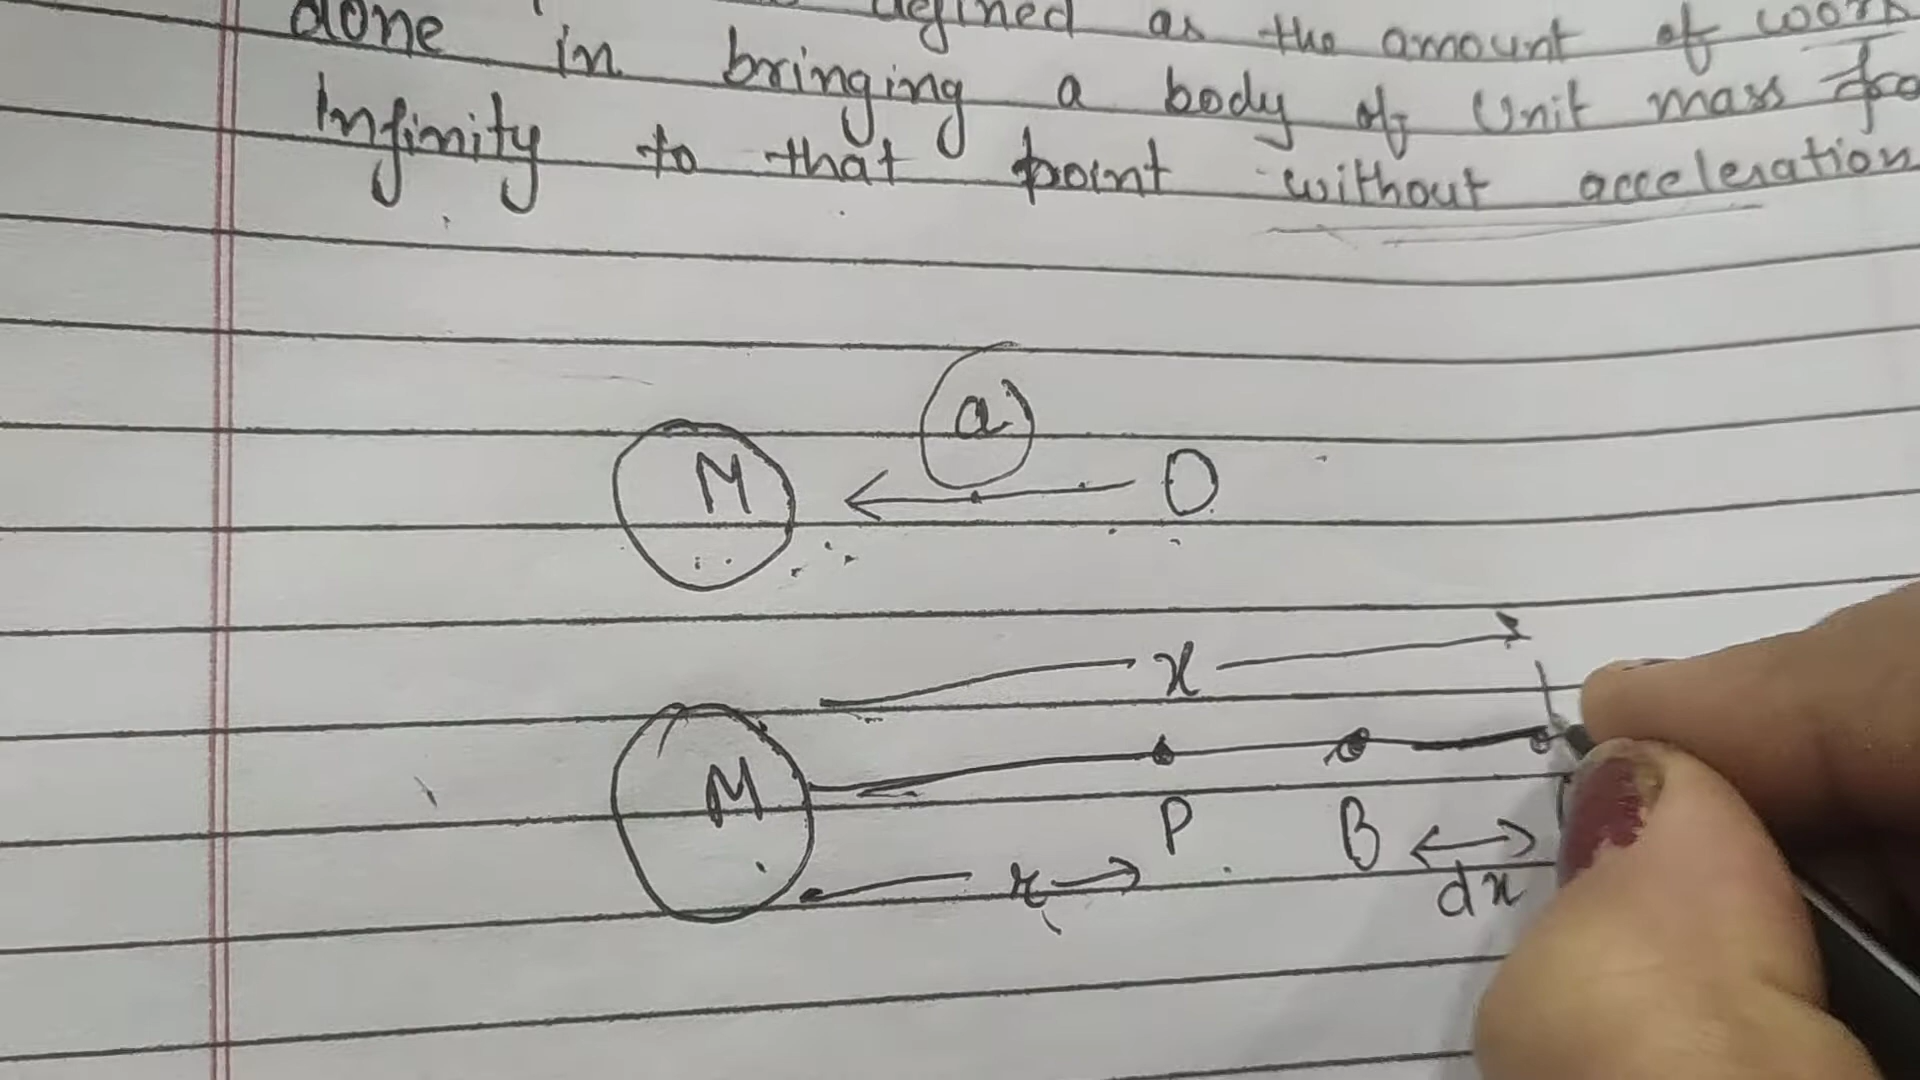 defined as the amount of work
done in bringing a body of Unit mass fro
Infinity to that point without acceleration
a
M
x
M
P
B
r
dx